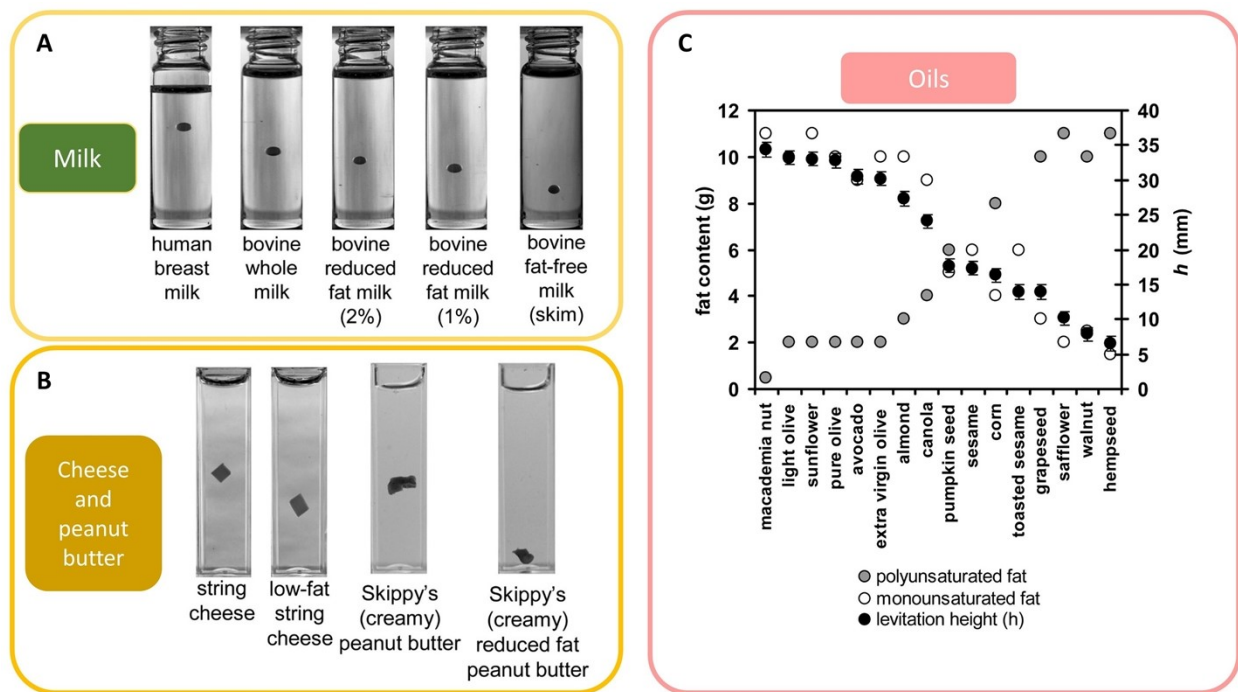 A
Milk
human
breast
milk
bovine
whole
milk
bovine
reduced
fat milk
(2%)
bovine
reduced
fat milk
(1%)
bovine
fat-free
milk
(skim)
B
Cheese
and
peanut
butter
string
cheese
low-fat
string
cheese
Skippy's
(creamy)
peanut butter
Skippy's
(creamy)
reduced fat
peanut butter
C
Oils
fat content (g)
12
10
8
6
4
2
0
40
35
30
25
20
15
10
5
0
h (mm)
macademia nut
light olive
sunflower
pure olive
avocado
extra virgin olive
almond
canola
pumpkin seed
sesame
corn
toasted sesame
grapeseed
safflower
walnut
hempseed
polyunsaturated fat
monounsaturated fat
levitation height (h)